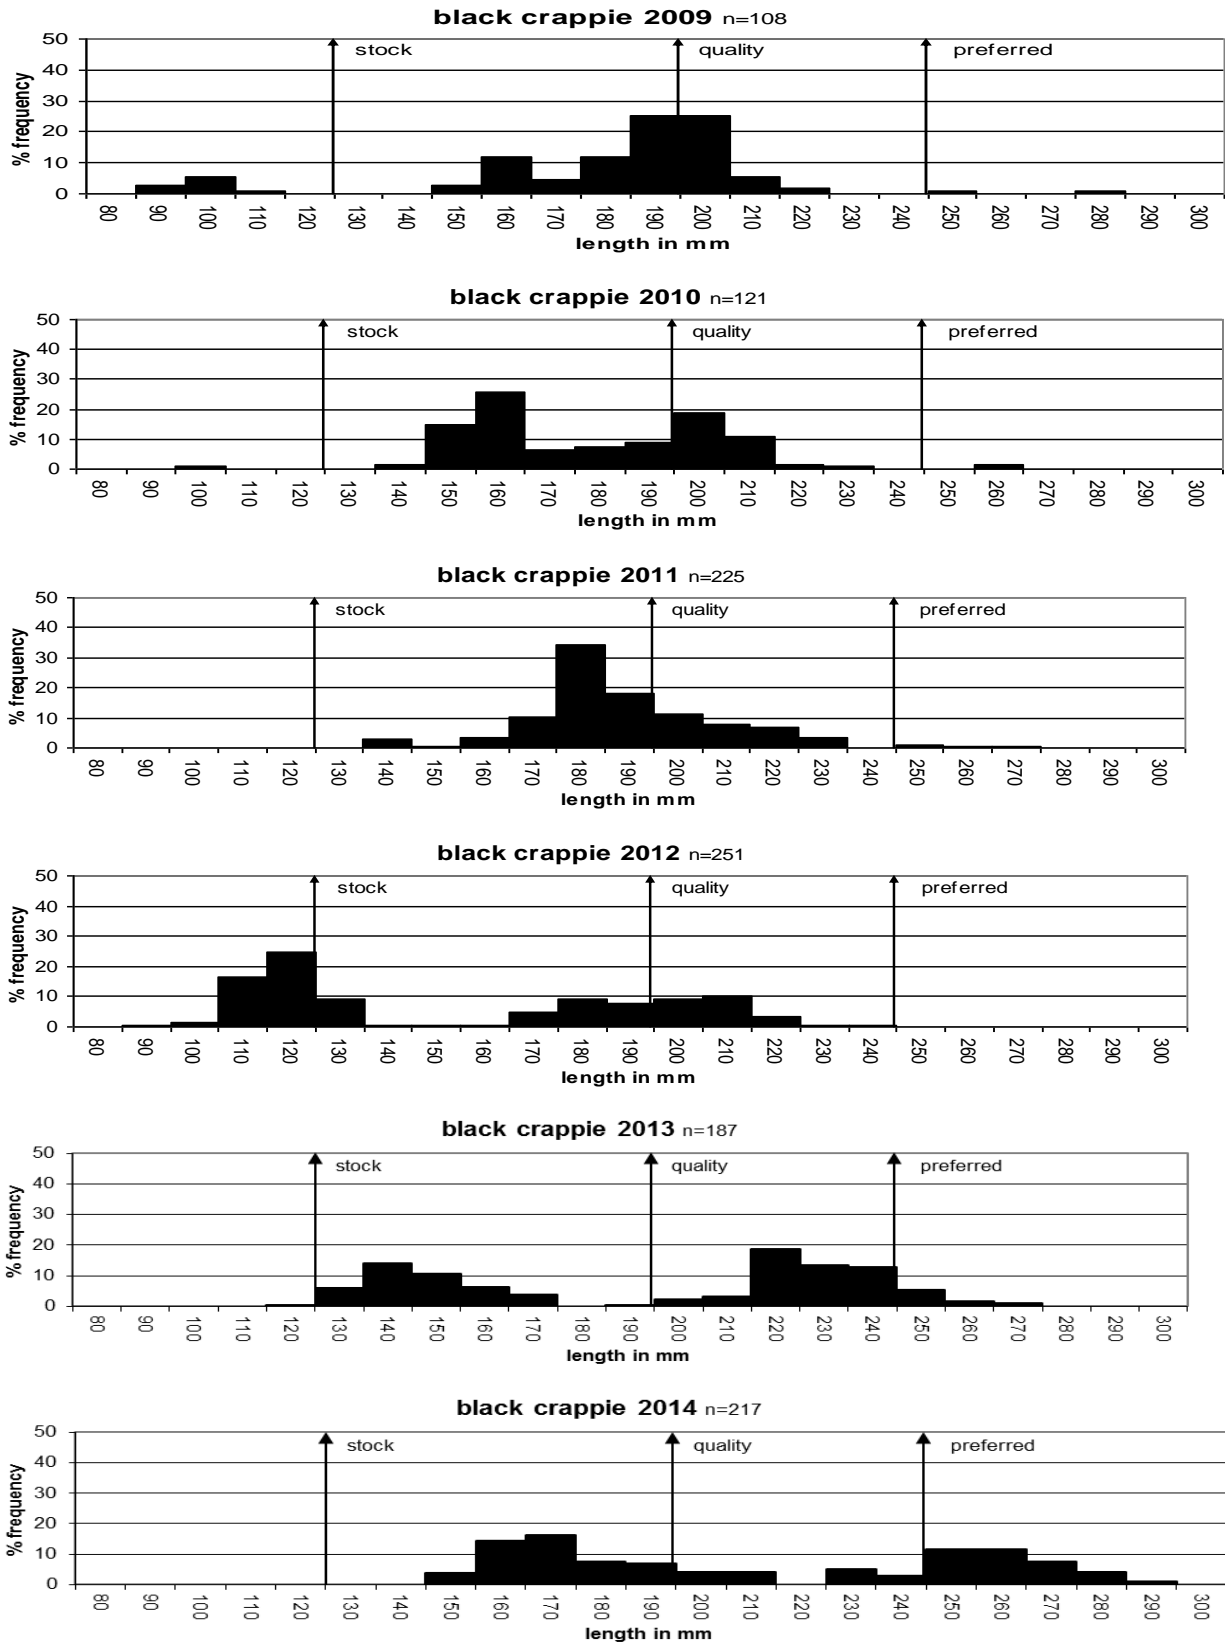 black crappie 2009 n=108
50 stock quality preferred
40
30
20
10
0
% frequency
80 90 100 110 120 130 140 150 160 170 180 190 200 210 220 230 240 250 260 270 280 290 300
length in mm
black crappie 2010 n=121
50 stock quality preferred
40
30
20
10
0
% frequency
80 90 100 110 120 130 140 150 160 170 180 190 200 210 220 230 240 250 260 270 280 290 300
length in mm
black crappie 2011 n=225
50 stock quality preferred
40
30
20
10
0
% frequency
80 90 100 110 120 130 140 150 160 170 180 190 200 210 220 230 240 250 260 270 280 290 300
length in mm
black crappie 2012 n=251
50 stock quality preferred
40
30
20
10
0
% frequency
80 90 100 110 120 130 140 150 160 170 180 190 200 210 220 230 240 250 260 270 280 290 300
length in mm
black crappie 2013 n=187
50 stock quality preferred
40
30
20
10
0
% frequency
80 90 100 110 120 130 140 150 160 170 180 190 200 210 220 230 240 250 260 270 280 290 300
length in mm
black crappie 2014 n=217
50 stock quality preferred
40
30
20
10
0
% frequency
80 90 100 110 120 130 140 150 160 170 180 190 200 210 220 230 240 250 260 270 280 290 300
length in mm